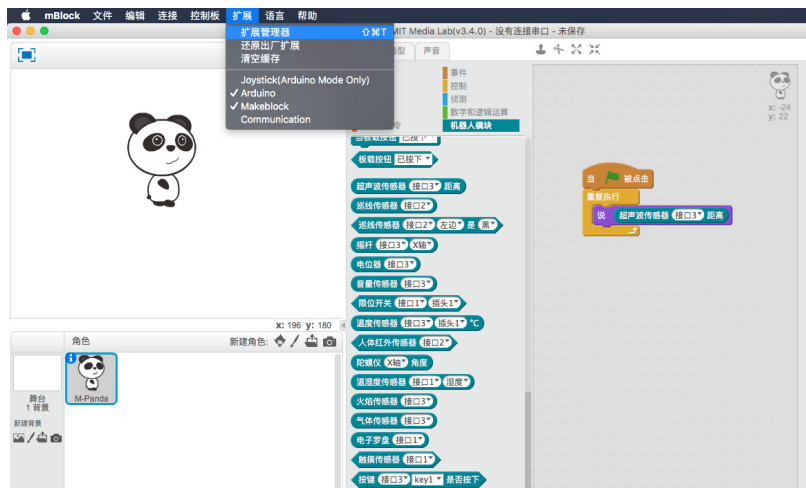 mBlock 文件 编辑 连接 控制板 扩展 语言 帮助
扩展管理器 ⇧⌘T
还原出厂扩展
清空缓存
Joystick(Arduino Mode Only)
✓ Arduino
✓ Makeblock
Communication
MIT Media Lab(v3.4.0) - 没有连接串口 - 未保存
声音
事件
控制
侦测
数字和逻辑运算
机器人模块
当板载按钮 已按下
板载按钮 已按下
超声波传感器 接口3 距离
巡线传感器 接口2
巡线传感器 接口2 左边 是 黑
摇杆 接口3 X轴
电位器 接口3
音量传感器 接口3
限位开关 接口1 插头1
温度传感器 接口3 插头1 °C
人体红外传感器 接口2
陀螺仪 X轴 角度
温湿度传感器 接口1 湿度
火焰传感器 接口3
气体传感器 接口3
电子罗盘 接口1
触摸传感器 接口1
按键 接口3 key1 是否按下
当 被点击
重复执行
说 超声波传感器 接口3 距离
x: -24
y: 22
X: 196 y: 180
角色
新建角色:
舞台
1 背景
新建背景
M-Panda